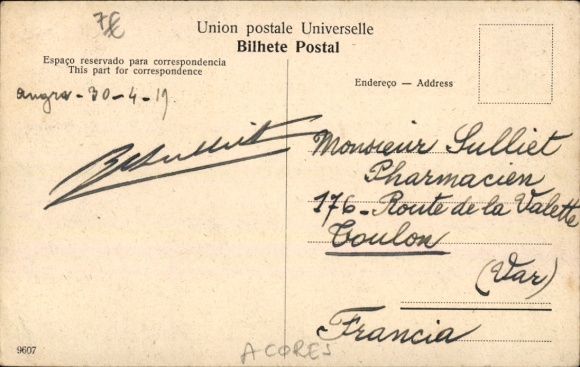 7€
Union postale Universelle
Bilhete Postal
Espaço reservado para correspondencia
This part for correspondence
Endereço — Address
Angra - 30-4-19
Monsieur Sulliet
Pharmacien
176 - Route de la Valette
Toulon
(Var)
Francia
ACORES
9607